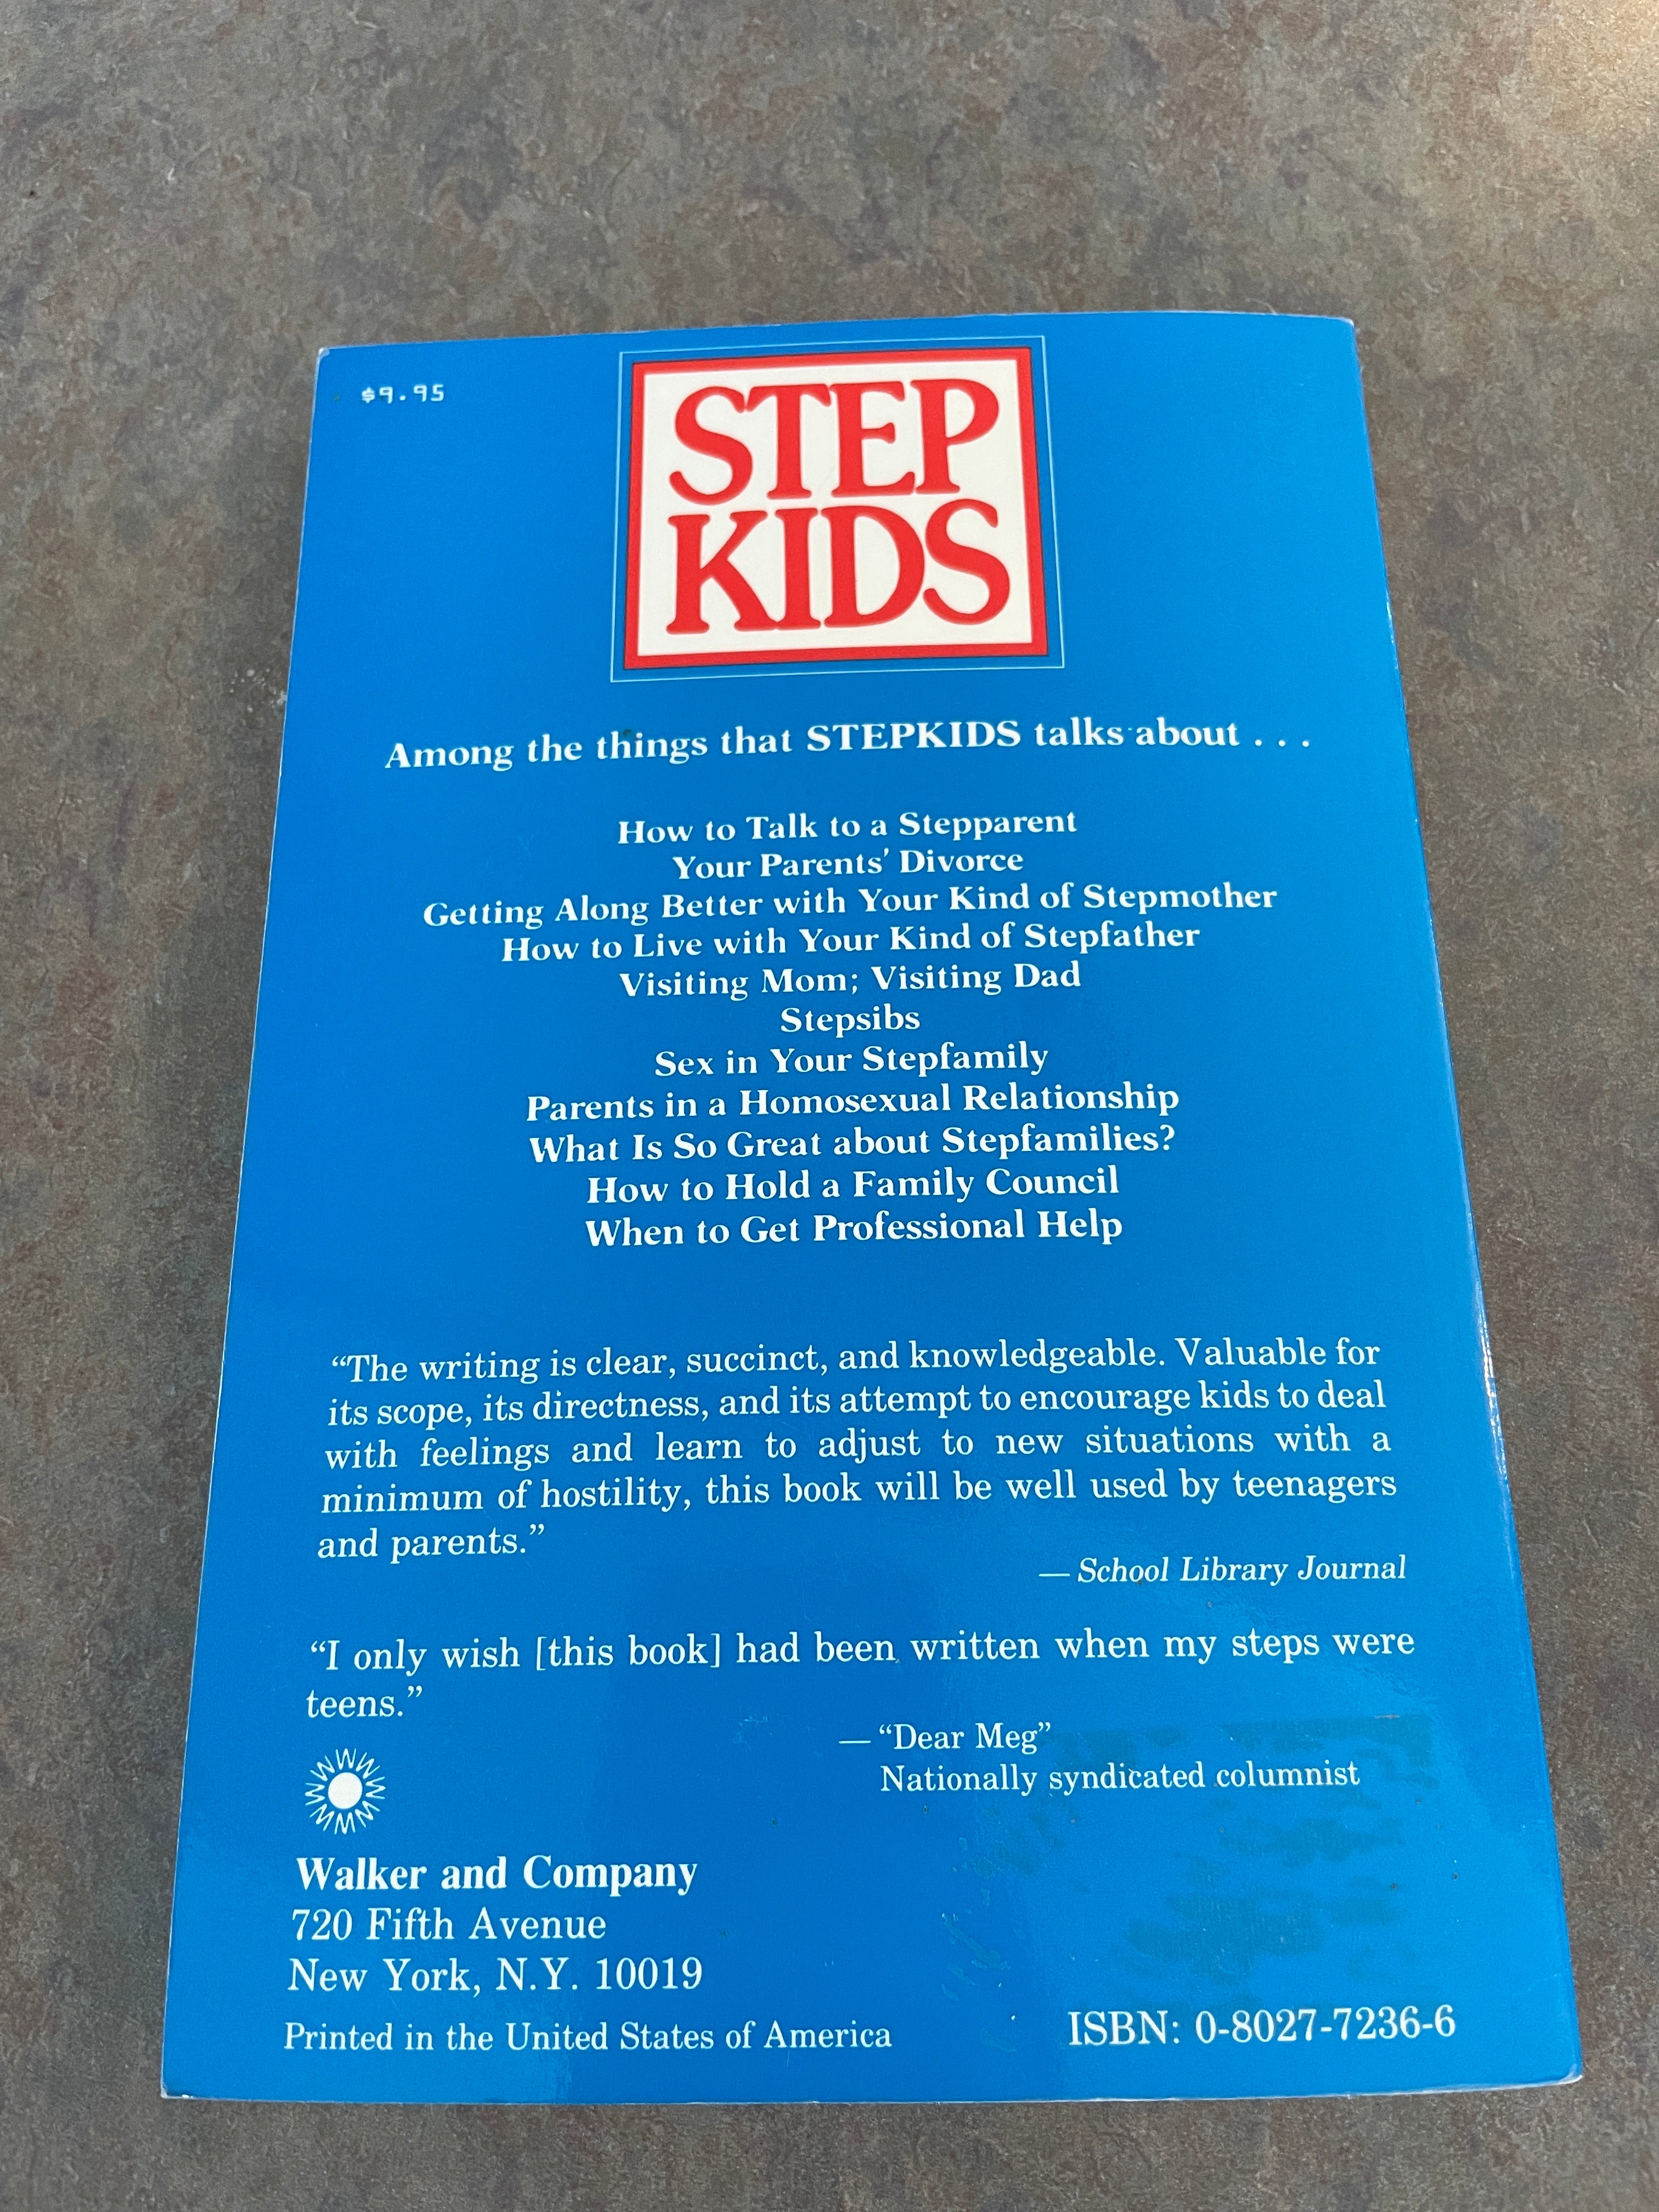 $9.95
STEP
KIDS
Among the things that STEPKIDS talks about . . .
How to Talk to a Stepparent
Your Parents' Divorce
Getting Along Better with Your Kind of Stepmother
How to Live with Your Kind of Stepfather
Visiting Mom; Visiting Dad
Stepsibs
Sex in Your Stepfamily
Parents in a Homosexual Relationship
What Is So Great about Stepfamilies?
How to Hold a Family Council
When to Get Professional Help
“The writing is clear, succinct, and knowledgeable. Valuable for
its scope, its directness, and its attempt to encourage kids to deal
with feelings and learn to adjust to new situations with a
minimum of hostility, this book will be well used by teenagers
and parents.”
— School Library Journal
“I only wish [this book] had been written when my steps were
teens.”
— “Dear Meg”
Nationally syndicated columnist
Walker and Company
720 Fifth Avenue
New York, N.Y. 10019
Printed in the United States of America
ISBN: 0-8027-7236-6